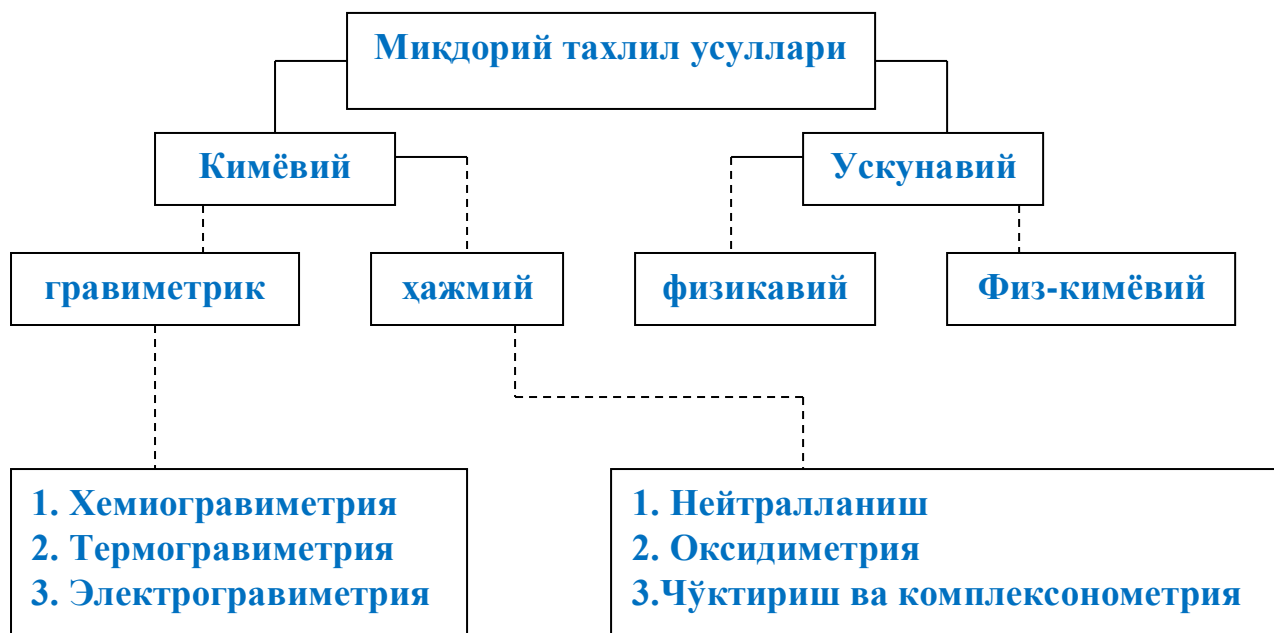 Миқдорий тахлил усуллари
Кимёвий
Ускунавий
гравиметрик
ҳажмий
физикавий
Физ-кимёвий
1. Хемиогравиметрия
2. Термогравиметрия
3. Электрогравиметрия
1. Нейтралланиш
2. Оксидиметрия
3.Чўктириш ва комплексонометрия